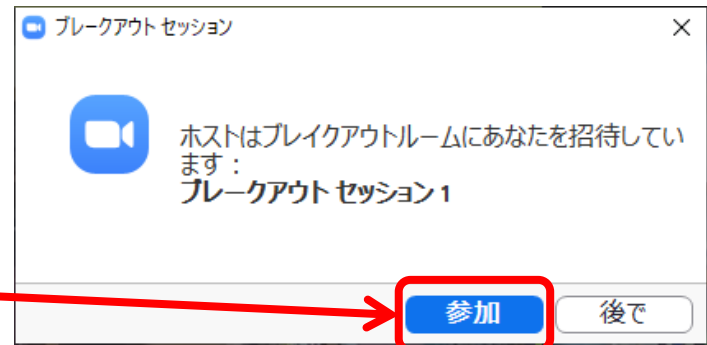 ブレークアウト セッション
ホストはブレイクアウトルームにあなたを招待してい
ます：
ブレークアウト セッション 1
参加
後で